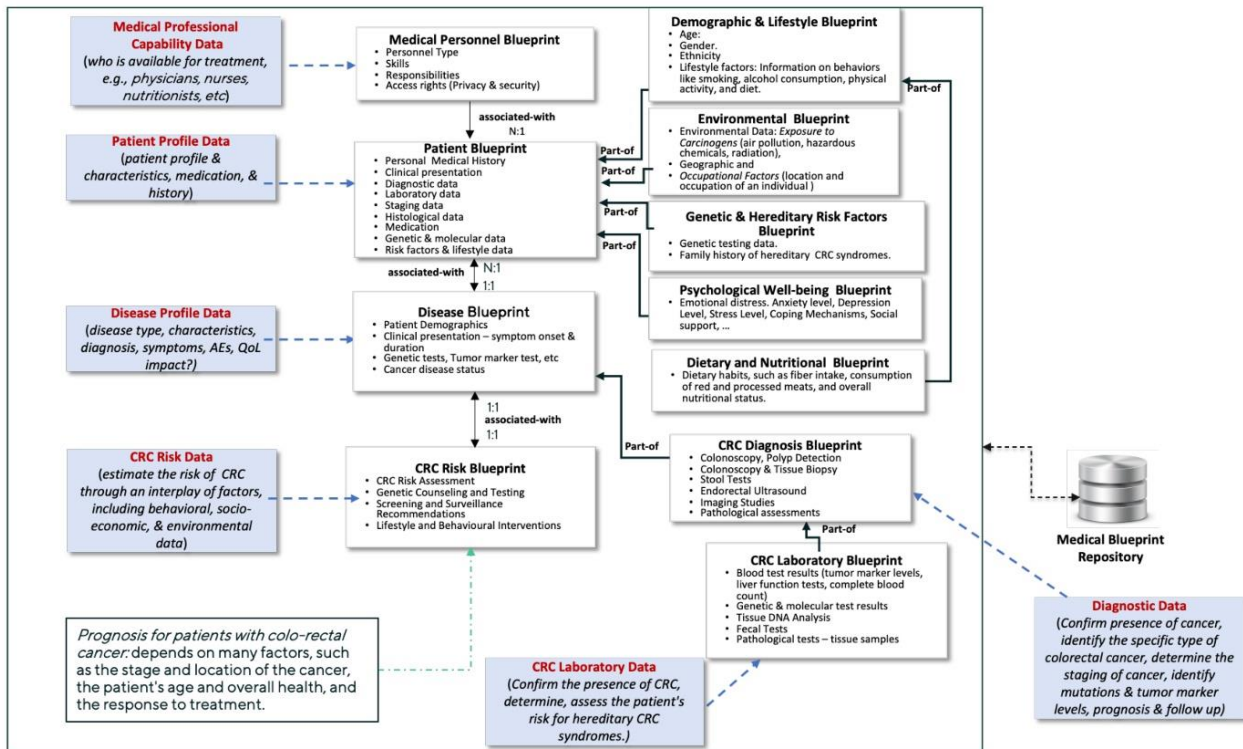 Medical Professional
Capability Data
(who is available for treatment,
e.g., physicians, nurses,
nutritionists, etc)
Medical Personnel Blueprint
• Personnel Type
• Skills
• Responsibilities
• Access rights (Privacy & security)
associated-with
N:1
Patient Profile Data
(patient profile &
characteristics, medication, &
history)
Patient Blueprint
• Personal Medical History
• Clinical presentation
• Diagnostic data
• Laboratory data
• Staging data
• Histological data
• Medication
• Genetic & molecular data
• Risk factors & lifestyle data
associated-with
N:1
1:1
Disease Profile Data
(disease type, characteristics,
diagnosis, symptoms, AEs, QoL
impact?)
Disease Blueprint
• Patient Demographics
• Clinical presentation – symptom onset &
duration
• Genetic tests, Tumor marker test, etc
• Cancer disease status
1:1
associated-with
1:1
CRC Risk Data
(estimate the risk of CRC
through an interplay of factors,
including behavioral, socio-
economic, & environmental
data)
CRC Risk Blueprint
• CRC Risk Assessment
• Genetic Counseling and Testing
• Screening and Surveillance
Recommendations
• Lifestyle and Behavioural Interventions
Prognosis for patients with colo-rectal
cancer: depends on many factors, such
as the stage and location of the cancer,
the patient's age and overall health, and
the response to treatment.
Demographic & Lifestyle Blueprint
• Age:
• Gender.
• Ethnicity
• Lifestyle factors: Information on behaviors
like smoking, alcohol consumption, physical
activity, and diet.
Part-of
Environmental Blueprint
• Environmental Data: Exposure to
Carcinogens (air pollution, hazardous
chemicals, radiation),
• Geographic and
• Occupational Factors (location and
occupation of an individual )
Part-of
Part-of
Genetic & Hereditary Risk Factors
Blueprint
• Genetic testing data.
• Family history of hereditary CRC syndromes.
Part-of
Part-of
Psychological Well-being Blueprint
• Emotional distress. Anxiety level, Depression
Level, Stress Level, Coping Mechanisms, Social
support, ...
Dietary and Nutritional Blueprint
• Dietary habits, such as fiber intake, consumption
of red and processed meats, and overall
nutritional status.
Part-of
CRC Diagnosis Blueprint
• Colonoscopy, Polyp Detection
• Colonoscopy & Tissue Biopsy
• Stool Tests
• Endorectal Ultrasound
• Imaging Studies
• Pathological assessments
Part-of
CRC Laboratory Blueprint
• Blood test results (tumor marker levels,
liver function tests, complete blood
count)
• Genetic & molecular test results
• Tissue DNA Analysis
• Fecal Tests
• Pathological tests – tissue samples
CRC Laboratory Data
(Confirm the presence of CRC,
determine, assess the patient's
risk for hereditary CRC
syndromes.)
Medical Blueprint
Repository
Diagnostic Data
(Confirm presence of cancer,
identify the specific type of
colorectal cancer, determine the
staging of cancer, identify
mutations & tumor marker
levels, prognosis & follow up)